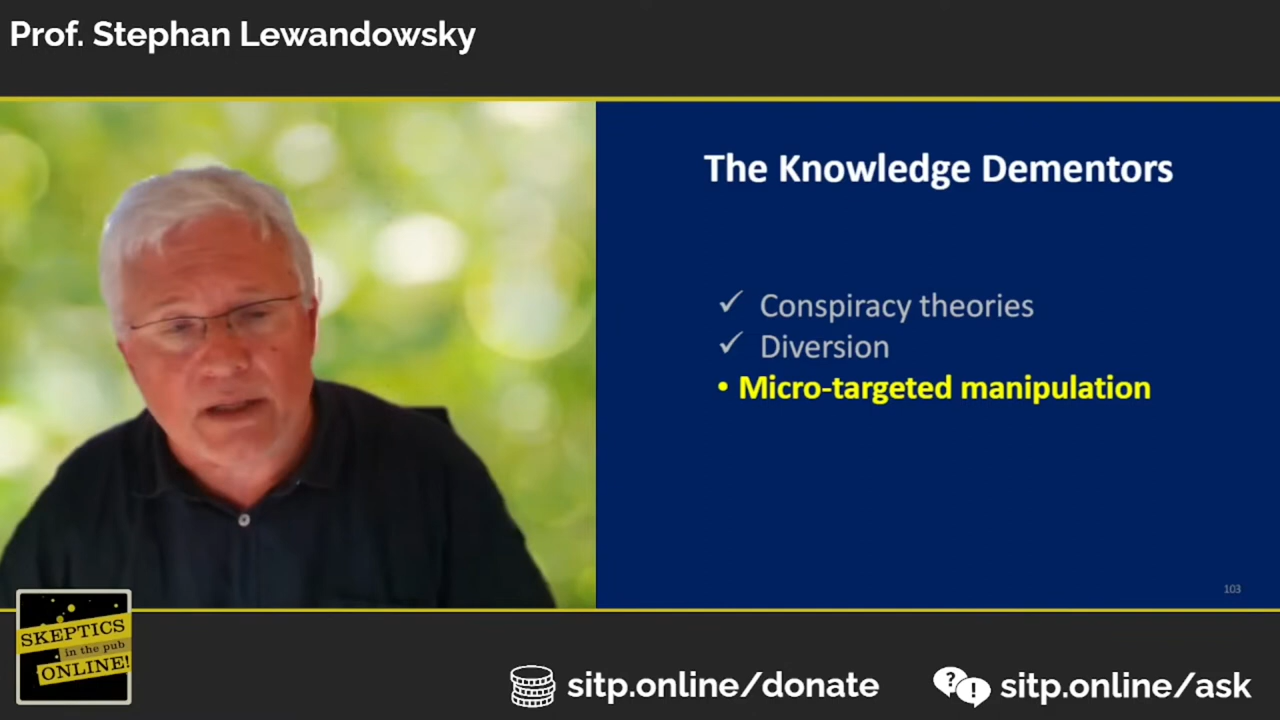 Prof. Stephan Lewandowsky
The Knowledge Dementors
✓ Conspiracy theories
✓ Diversion
• Micro-targeted manipulation
103
SKEPTICS
in the pub
ONLINE!
sitp.online/donate
? !
sitp.online/ask